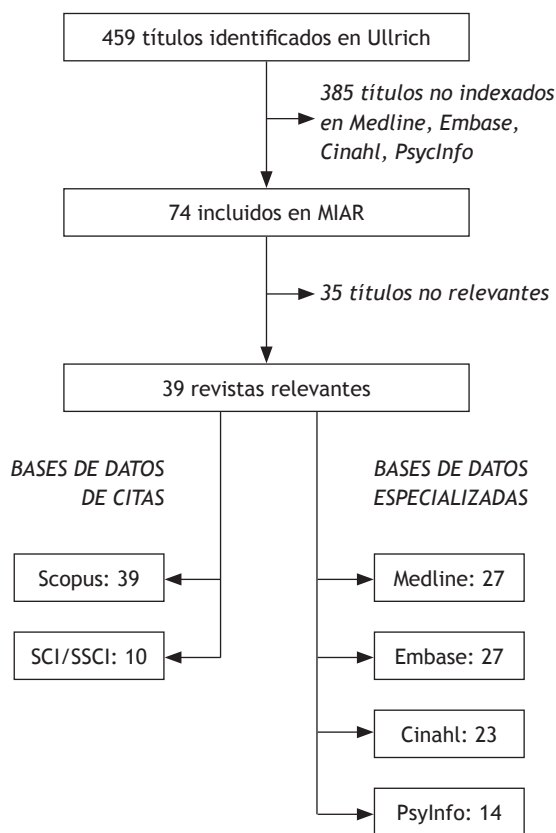 459 títulos identificados en Ullrich
385 títulos no indexados
en Medline, Embase,
Cinahl, PsycInfo
74 incluidos en MIAR
35 títulos no relevantes
39 revistas relevantes
BASES DE DATOS
DE CITAS
BASES DE DATOS
ESPECIALIZADAS
Scopus: 39
SCI/SSCI: 10
Medline: 27
Embase: 27
Cinahl: 23
PsyInfo: 14